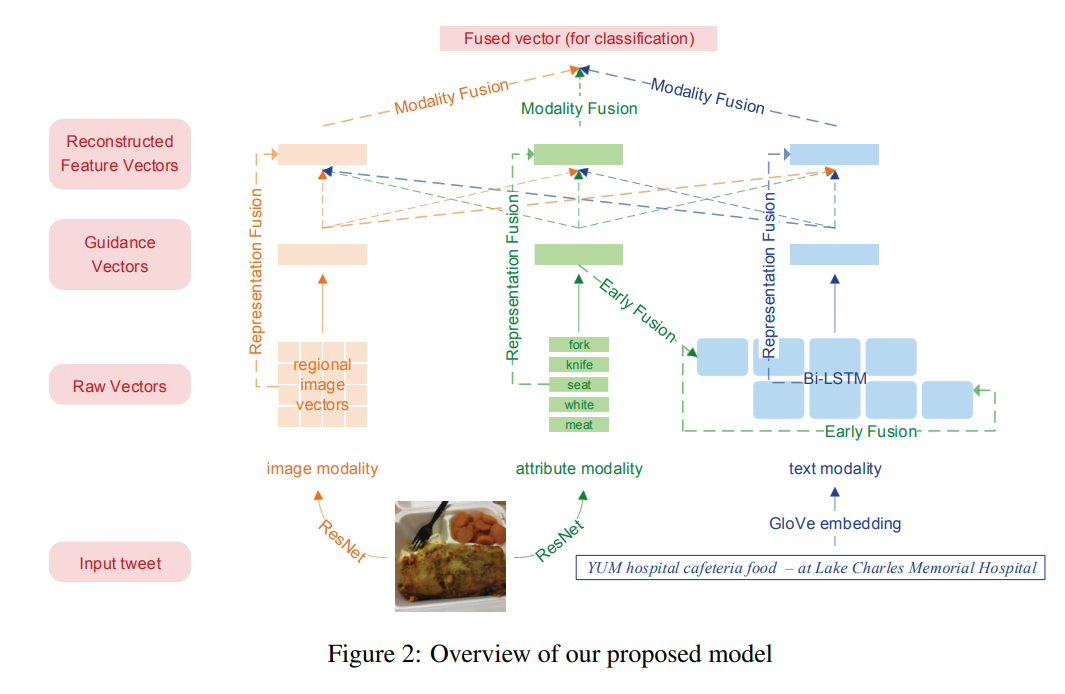 Fused vector (for classification)
Modality Fusion
Modality Fusion
Modality Fusion
Reconstructed
Feature Vectors
Guidance
Vectors
Representation Fusion
Representation Fusion
Representation Fusion
Early Fusion
Raw Vectors
regional
image
vectors
fork
knife
seat
white
meat
Bi-LSTM
Early Fusion
image modality
attribute modality
text modality
ResNet
ResNet
GloVe embedding
Input tweet
YUM hospital cafeteria food – at Lake Charles Memorial Hospital
Figure 2: Overview of our proposed model